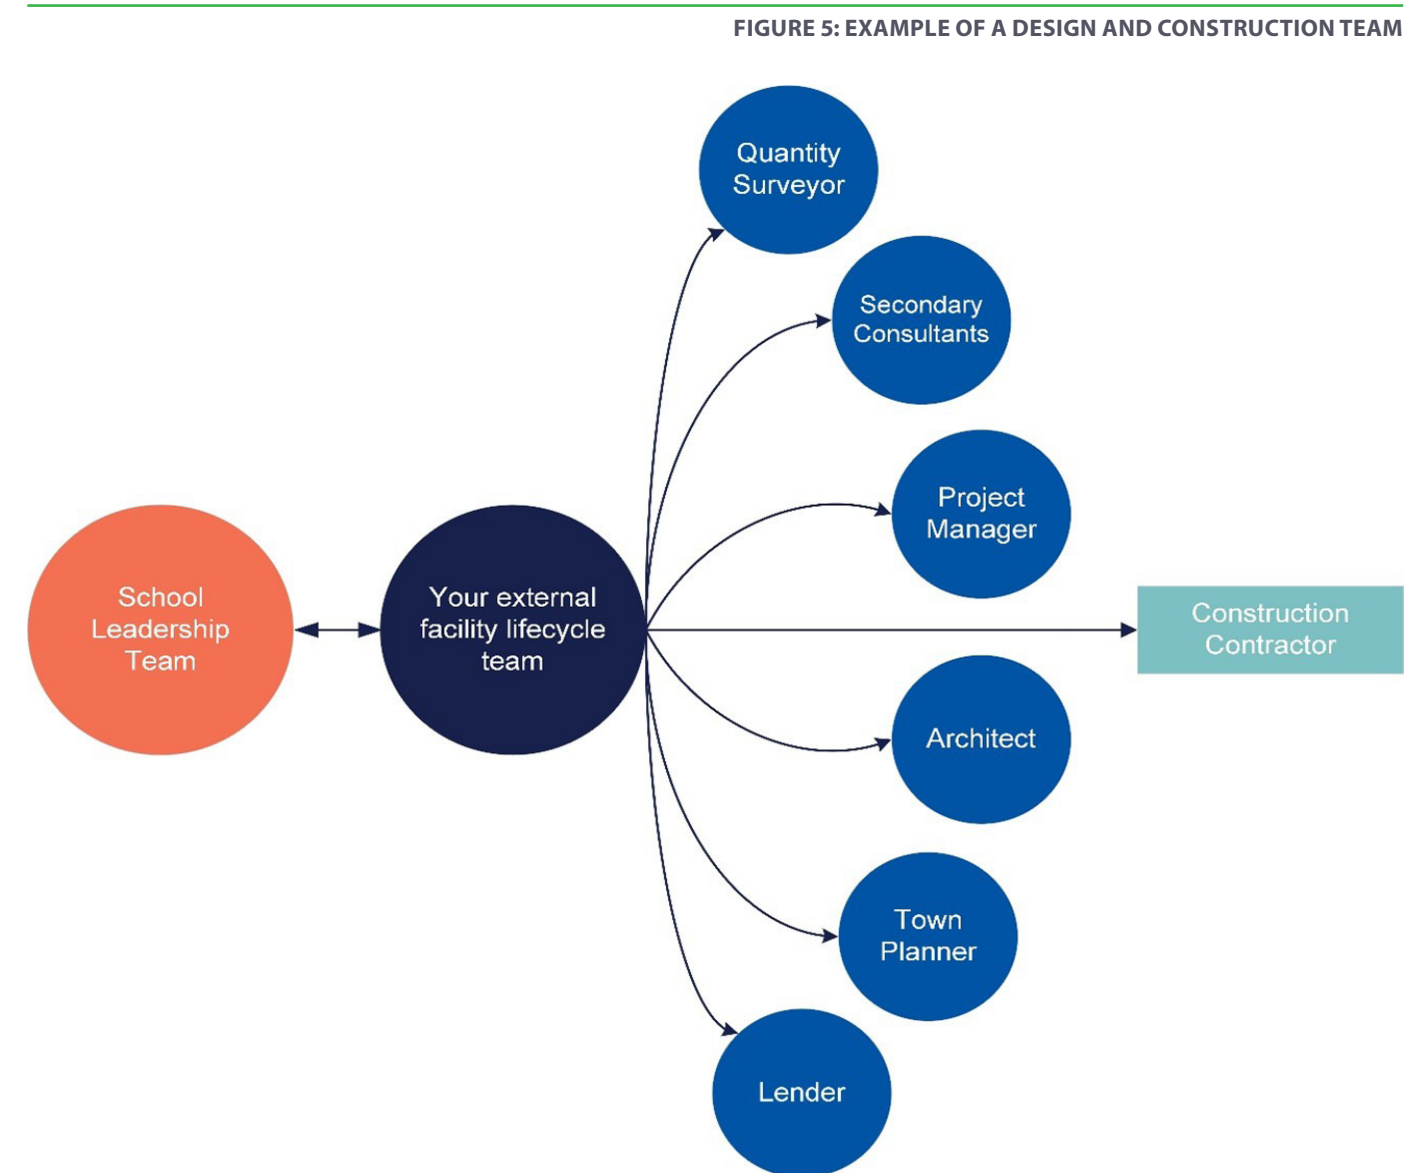 FIGURE 5: EXAMPLE OF A DESIGN AND CONSTRUCTION TEAM
Quantity
Surveyor
Secondary
Consultants
Project
Manager
School
Leadership
Team
Your external
facility lifecycle
team
Construction
Contractor
Architect
Town
Planner
Lender